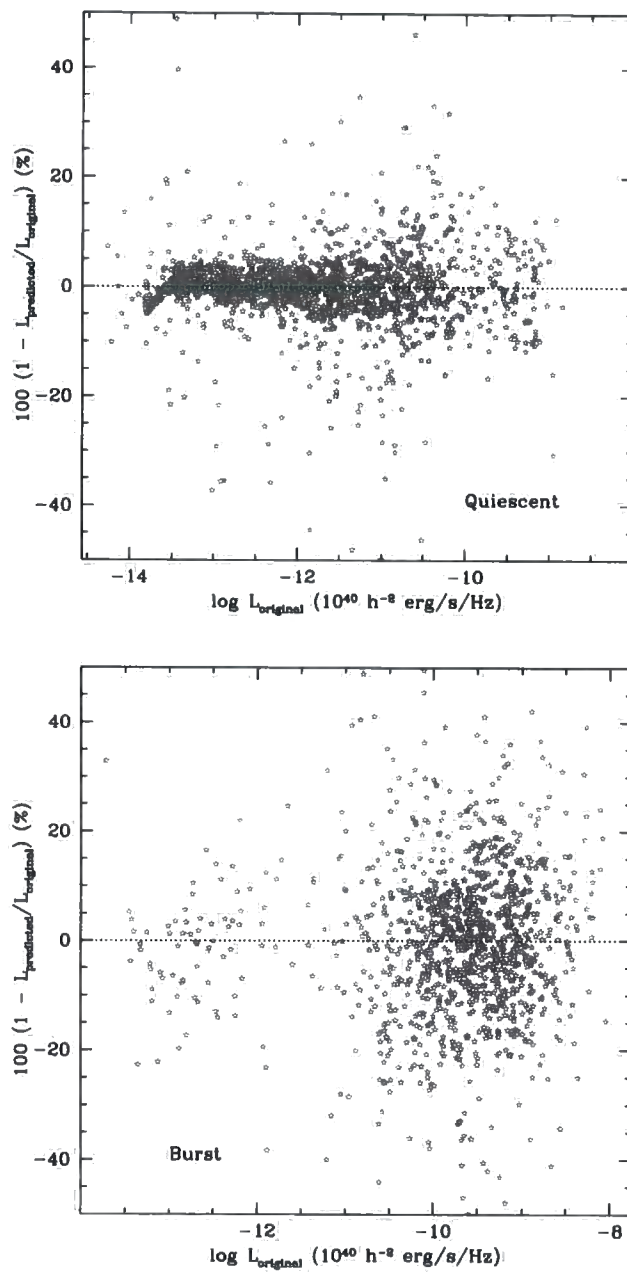 40
20
0
−20
−40
100 (1 − L_predicted/L_original) (%)
Quiescent
−14 −12 −10
log L_original (10^40 h^−2 erg/s/Hz)
40
20
0
−20
−40
100 (1 − L_predicted/L_original) (%)
Burst
−12 −10 −8
log L_original (10^40 h^−2 erg/s/Hz)